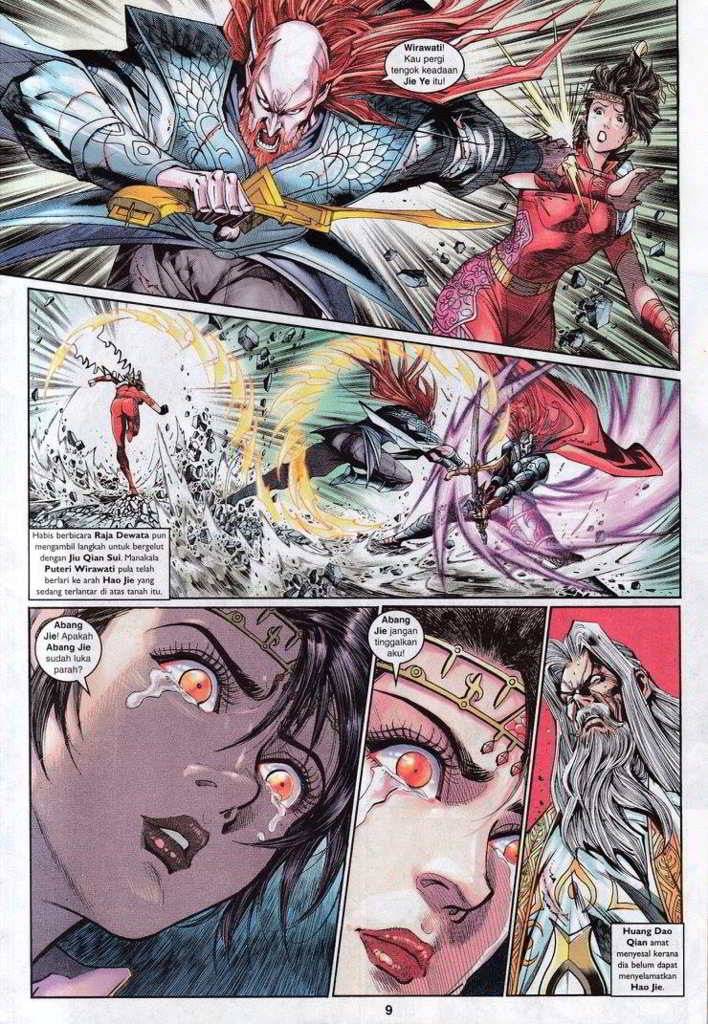 Wirawati!
Kau pergi
tengok keadaan
Jie Ye itu!
Habis berbicara Raja Dewata pun
mengambil langkah untuk bergelut
dengan Jiu Qian Sui. Manakala
Puteri Wirawati pula telah
berlari ke arah Hao Jie yang
sedang terlantar di atas tanah itu.
Abang
Jie! Apakah
Abang Jie
sudah luka
parah?
Abang
Jie jangan
tinggalkan
aku!
Huang Dao
Qian amat
menyesal kerana
dia belum dapat
menyelamatkan
Hao Jie.
9